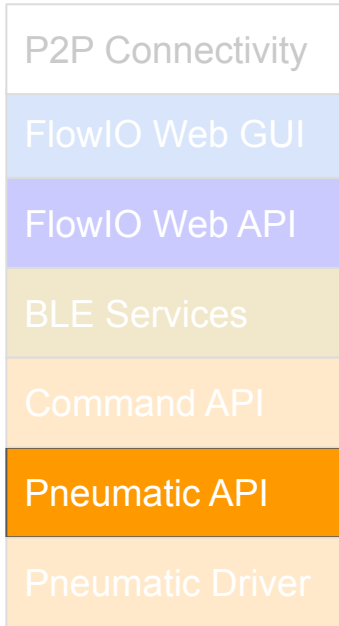 P2P Connectivity
FlowIO Web GUI
FlowIO Web API
BLE Services
Command API
Pneumatic API
Pneumatic Driver